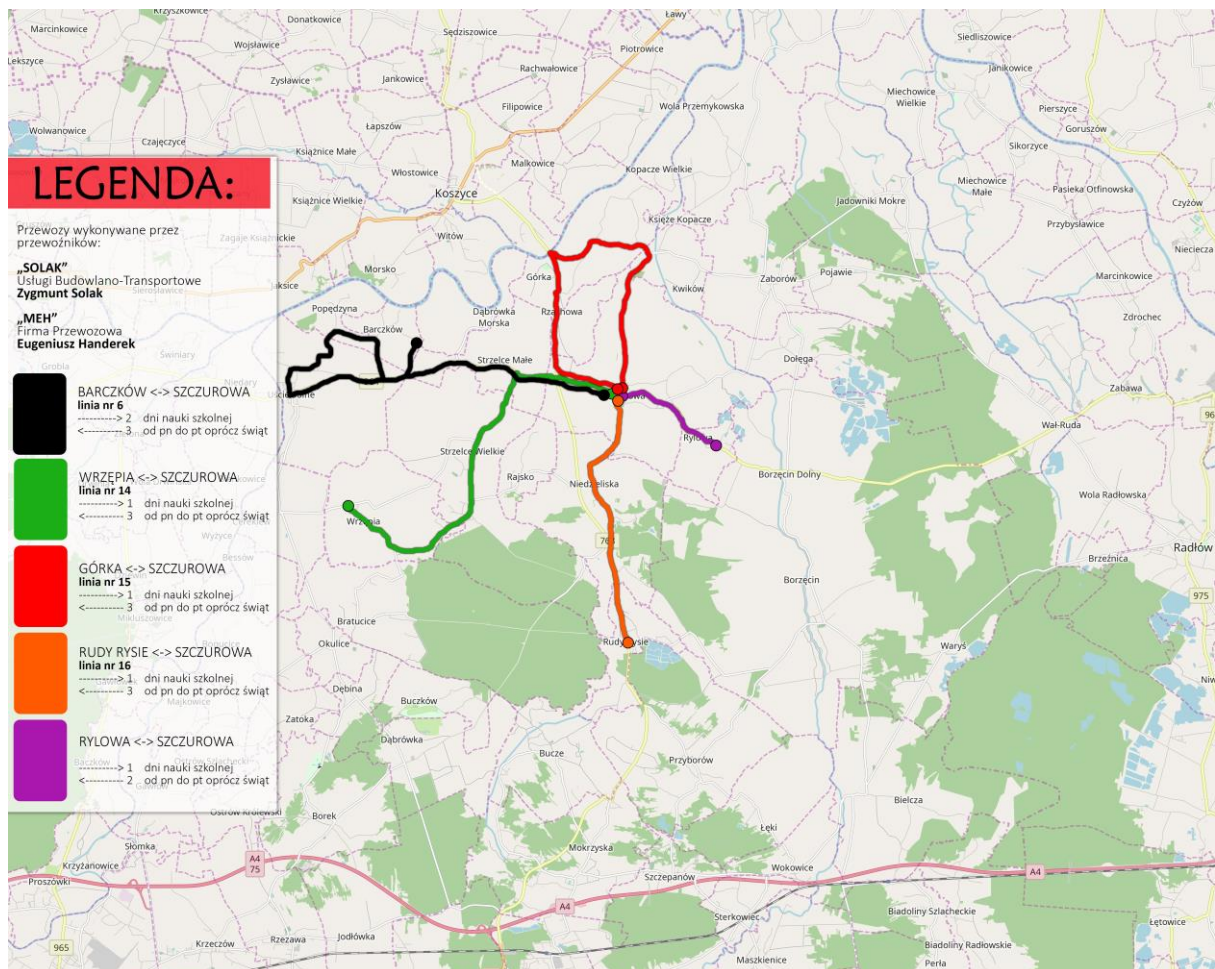 Krzyszkowice
Donatkowice
Ławy
Marcinkowice
Sędziszowice
Siedliszowice
Wojsławice
Piotrowice
Lekszyce
Rachwałowice
Janikowice
Zysławice
Jankowice
Miechowice
Wielkie
Filipowice
Wola Przemykowska
Pierszyce
Wolwanowice
Łapszów
Goruszów
Czajęczyce
Książnice Małe
Malkowice
Sikorzyce
Włostowice
Kopacze Wielkie
Miechowice
Małe
Pasieka Otfinowska
LEGENDA:
Koszyce
Książnice Wielkie
Jadowniki Mokre
Czyżów
Księże Kopacze
Przybysławice
Przewozy wykonywane przez
przewoźników:
Witów
Nieciecza
„SOLAK”
Usługi Budowlano-Transportowe
Zygmunt Solak
Morsko
Górka
Zaborów
Pojawie
Marcinkowice
Kwików
Popędzyna
Dąbrówka
Morska
Rząchowa
Zdrochec
„MEH”
Firma Przewozowa
Eugeniusz Handerek
Barczków
Strzelce Małe
Dołęga
Zabawa
BARCZKÓW <-> SZCZUROWA
linia nr 6
---------> 2 dni nauki szkolnej
<--------- 3 od pn do pt oprócz świąt
96
Wał-Ruda
Rylowa
Strzelce Wielkie
Borzęcin Dolny
WRZĘPIA <-> SZCZUROWA
linia nr 14
---------> 1 dni nauki szkolnej
<--------- 3 od pn do pt oprócz świąt
Rajsko
Niedzieliska
Wola Radłowska
Wrzępia
Radłów
Brzeźnica
GÓRKA <-> SZCZUROWA
linia nr 15
---------> 1 dni nauki szkolnej
<--------- 3 od pn do pt oprócz świąt
Borzęcin
975
Bratucice
Okulice
Rudy Rysie
Waryś
RUDY RYSIE <-> SZCZUROWA
linia nr 16
---------> 1 dni nauki szkolnej
<--------- 3 od pn do pt oprócz świąt
Niw
Dębina
Buczków
Zatoka
Dąbrówka
RYLOWA <-> SZCZUROWA
---------> 1 dni nauki szkolnej
<--------- 2 od pn do pt oprócz świąt
Bucze
Przyborów
Bielcza
Ostrów Królewski
Borek
Łęki
Słomka
Mokrzyska
Krzyżanowice
A4
75
Wokowice
A4
Proszówki
Szczepanów
A4
Biadoliny Szlacheckie
Sterkowiec
Łętowice
965
Krzeczów
Rzezawa
Jodłówka
Biadoliny Radłowskie
Maszkienice
Perła